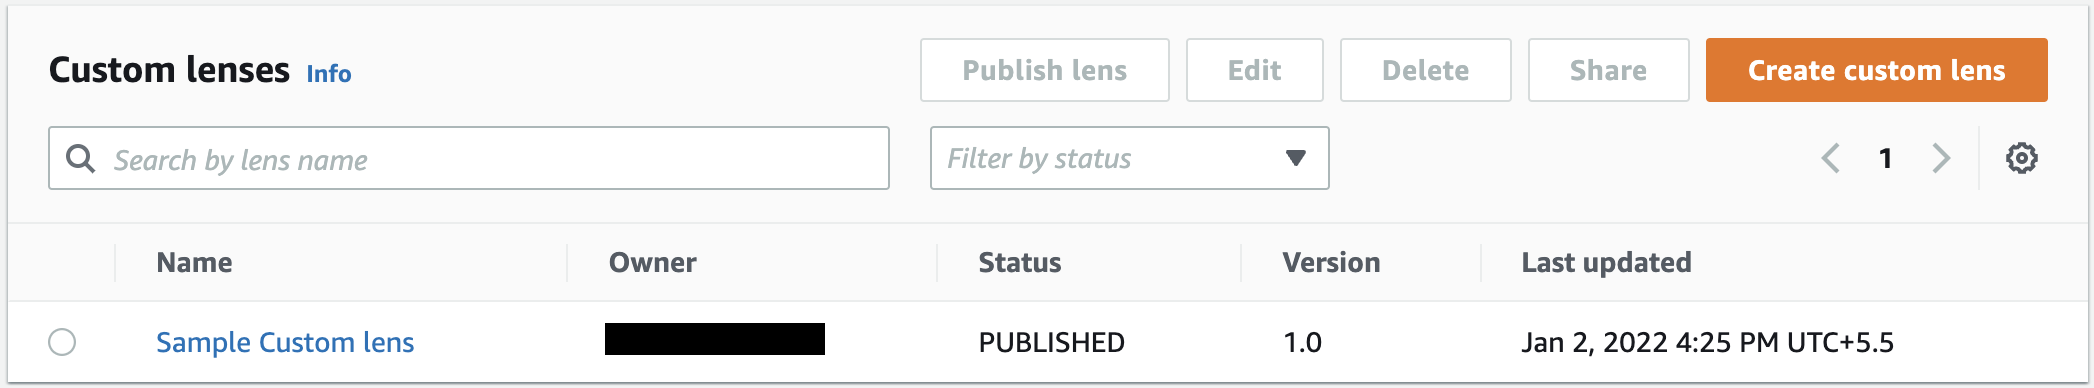 Custom lenses Info Publish lens Edit Delete Share Create custom lens
Search by lens name Filter by status 1
Name Owner Status Version Last updated
Sample Custom lens PUBLISHED 1.0 Jan 2, 2022 4:25 PM UTC+5.5